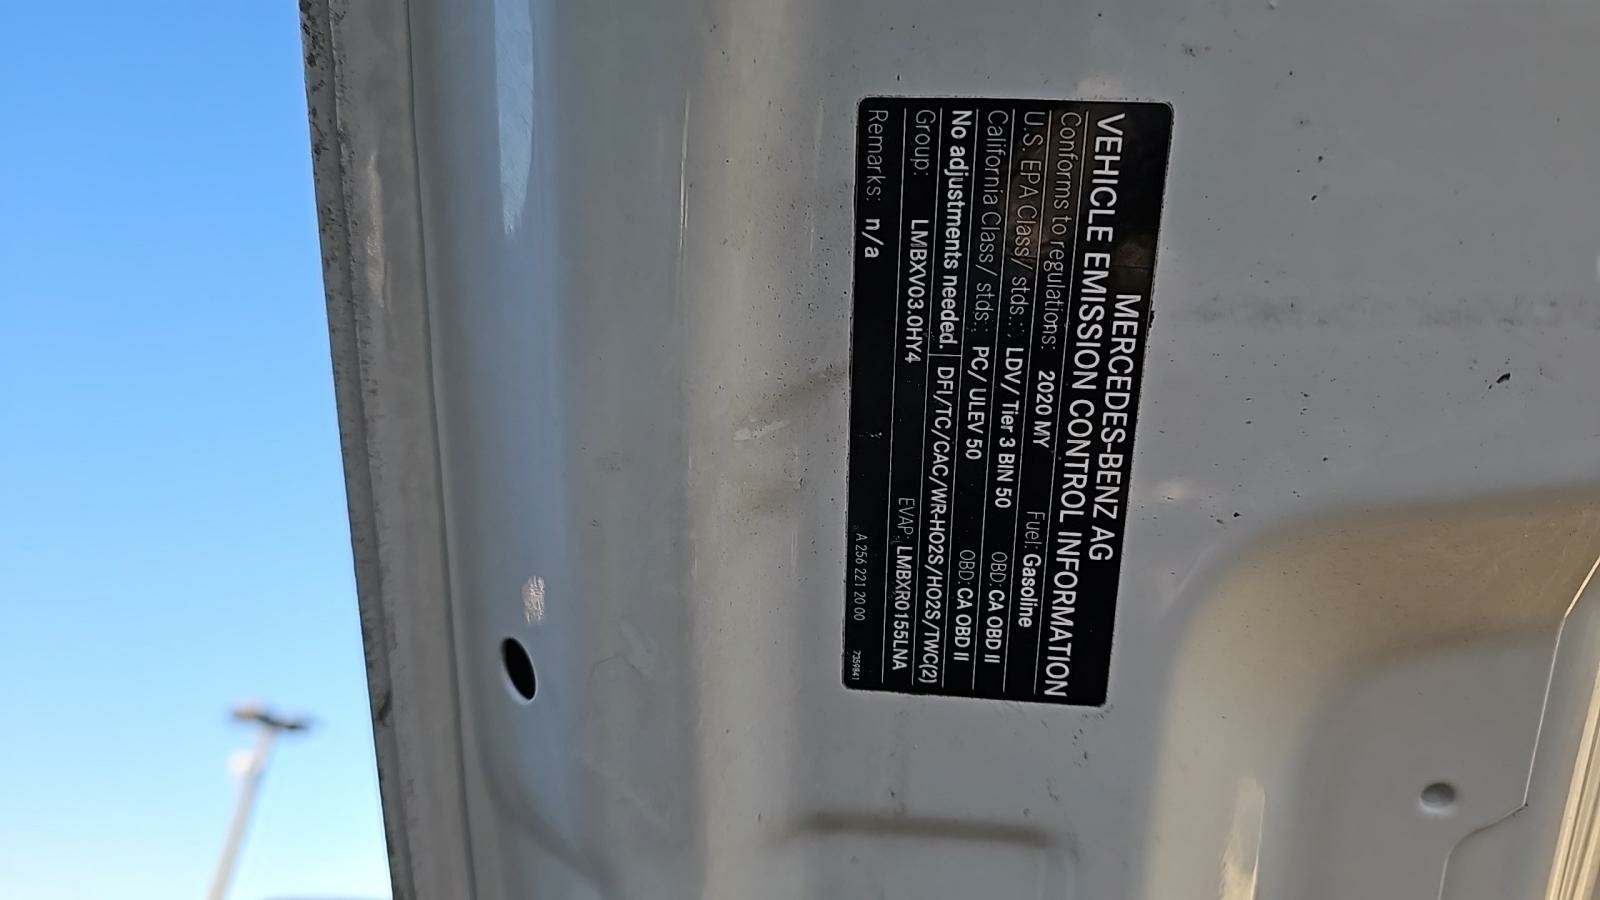 MERCEDES-BENZ AG
VEHICLE EMISSION CONTROL INFORMATION
Conforms to regulations: 2020 MY Fuel: Gasoline
U.S. EPA Class/ stds.: LDV/ Tier 3 BIN 50 OBD: CA OBD II
California Class/ stds: PC/ ULEV 50 OBD: CA OBD II
No adjustments needed. DFI/TC/CAC/WR-HO2S/HO2S/TWC(2)
Group: LMBXV03.0HY4 EVAP: LMBXR0155LNA
Remarks: n/a
A 256 221 20 00
7359841